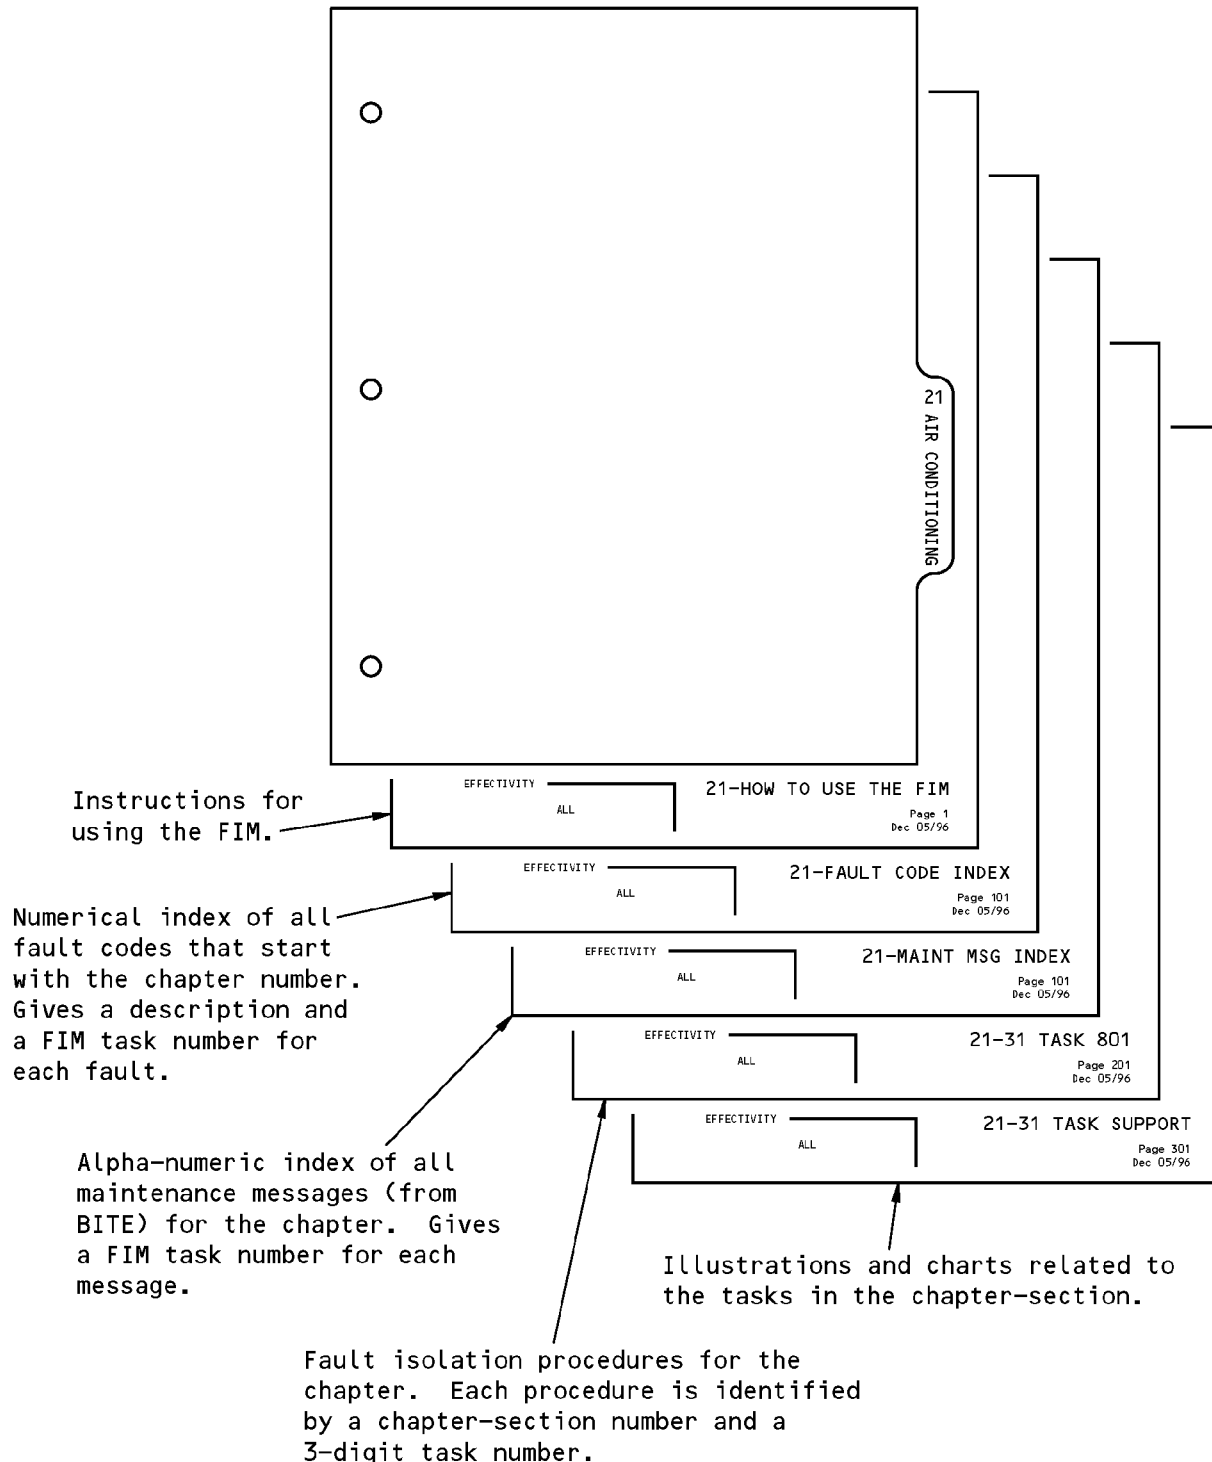 21 AIR CONDITIONING
EFFECTIVITY
ALL
21-HOW TO USE THE FIM
Page 1
Dec 05/96
Instructions for
using the FIM.
EFFECTIVITY
ALL
21-FAULT CODE INDEX
Page 101
Dec 05/96
Numerical index of all
fault codes that start
with the chapter number.
Gives a description and
a FIM task number for
each fault.
EFFECTIVITY
ALL
21-MAINT MSG INDEX
Page 101
Dec 05/96
EFFECTIVITY
ALL
21-31 TASK 801
Page 201
Dec 05/96
EFFECTIVITY
ALL
21-31 TASK SUPPORT
Page 301
Dec 05/96
Alpha-numeric index of all
maintenance messages (from
BITE) for the chapter.  Gives
a FIM task number for each
message.
Illustrations and charts related to
the tasks in the chapter-section.
Fault isolation procedures for the
chapter.  Each procedure is identified
by a chapter-section number and a
3-digit task number.